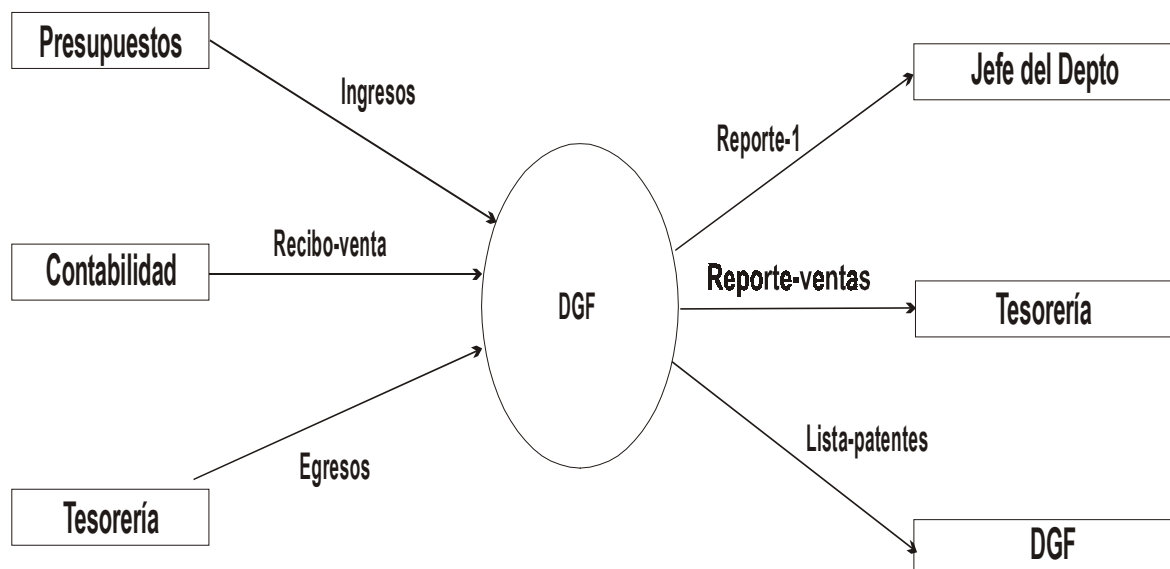 Presupuestos
Jefe del Depto
Ingresos
Reporte-1
Recibo-venta
Reporte-ventas
Contabilidad
DGF
Tesorería
Lista-patentes
Egresos
Tesorería
DGF